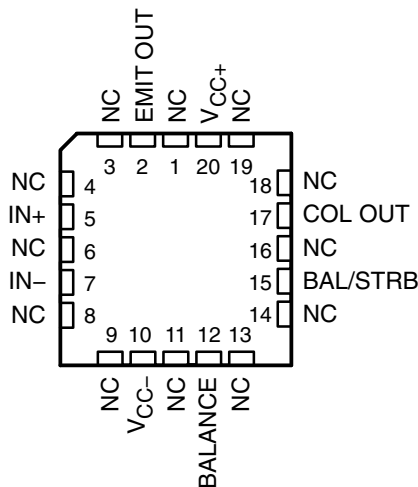 NC
EMIT OUT
NC
VCC+
NC
3 2 1 20 19
NC 4
IN+ 5
NC 6
IN− 7
NC 8
18 NC
17 COL OUT
16 NC
15 BAL/STRB
14 NC
9 10 11 12 13
NC
VCC−
NC
BALANCE
NC